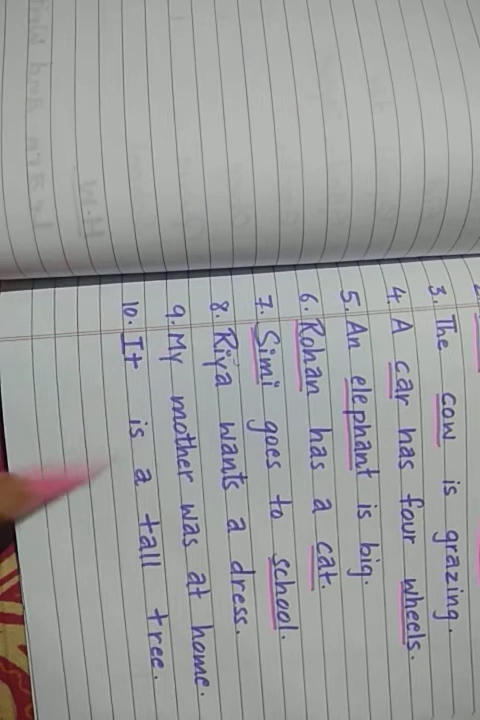 3. The cow is grazing.
4. A car has four wheels.
5. An elephant is big.
6. Rohan has a cat.
7. Simi goes to school.
8. Riya wants a dress.
9. My mother was at home.
10. It is a tall tree.